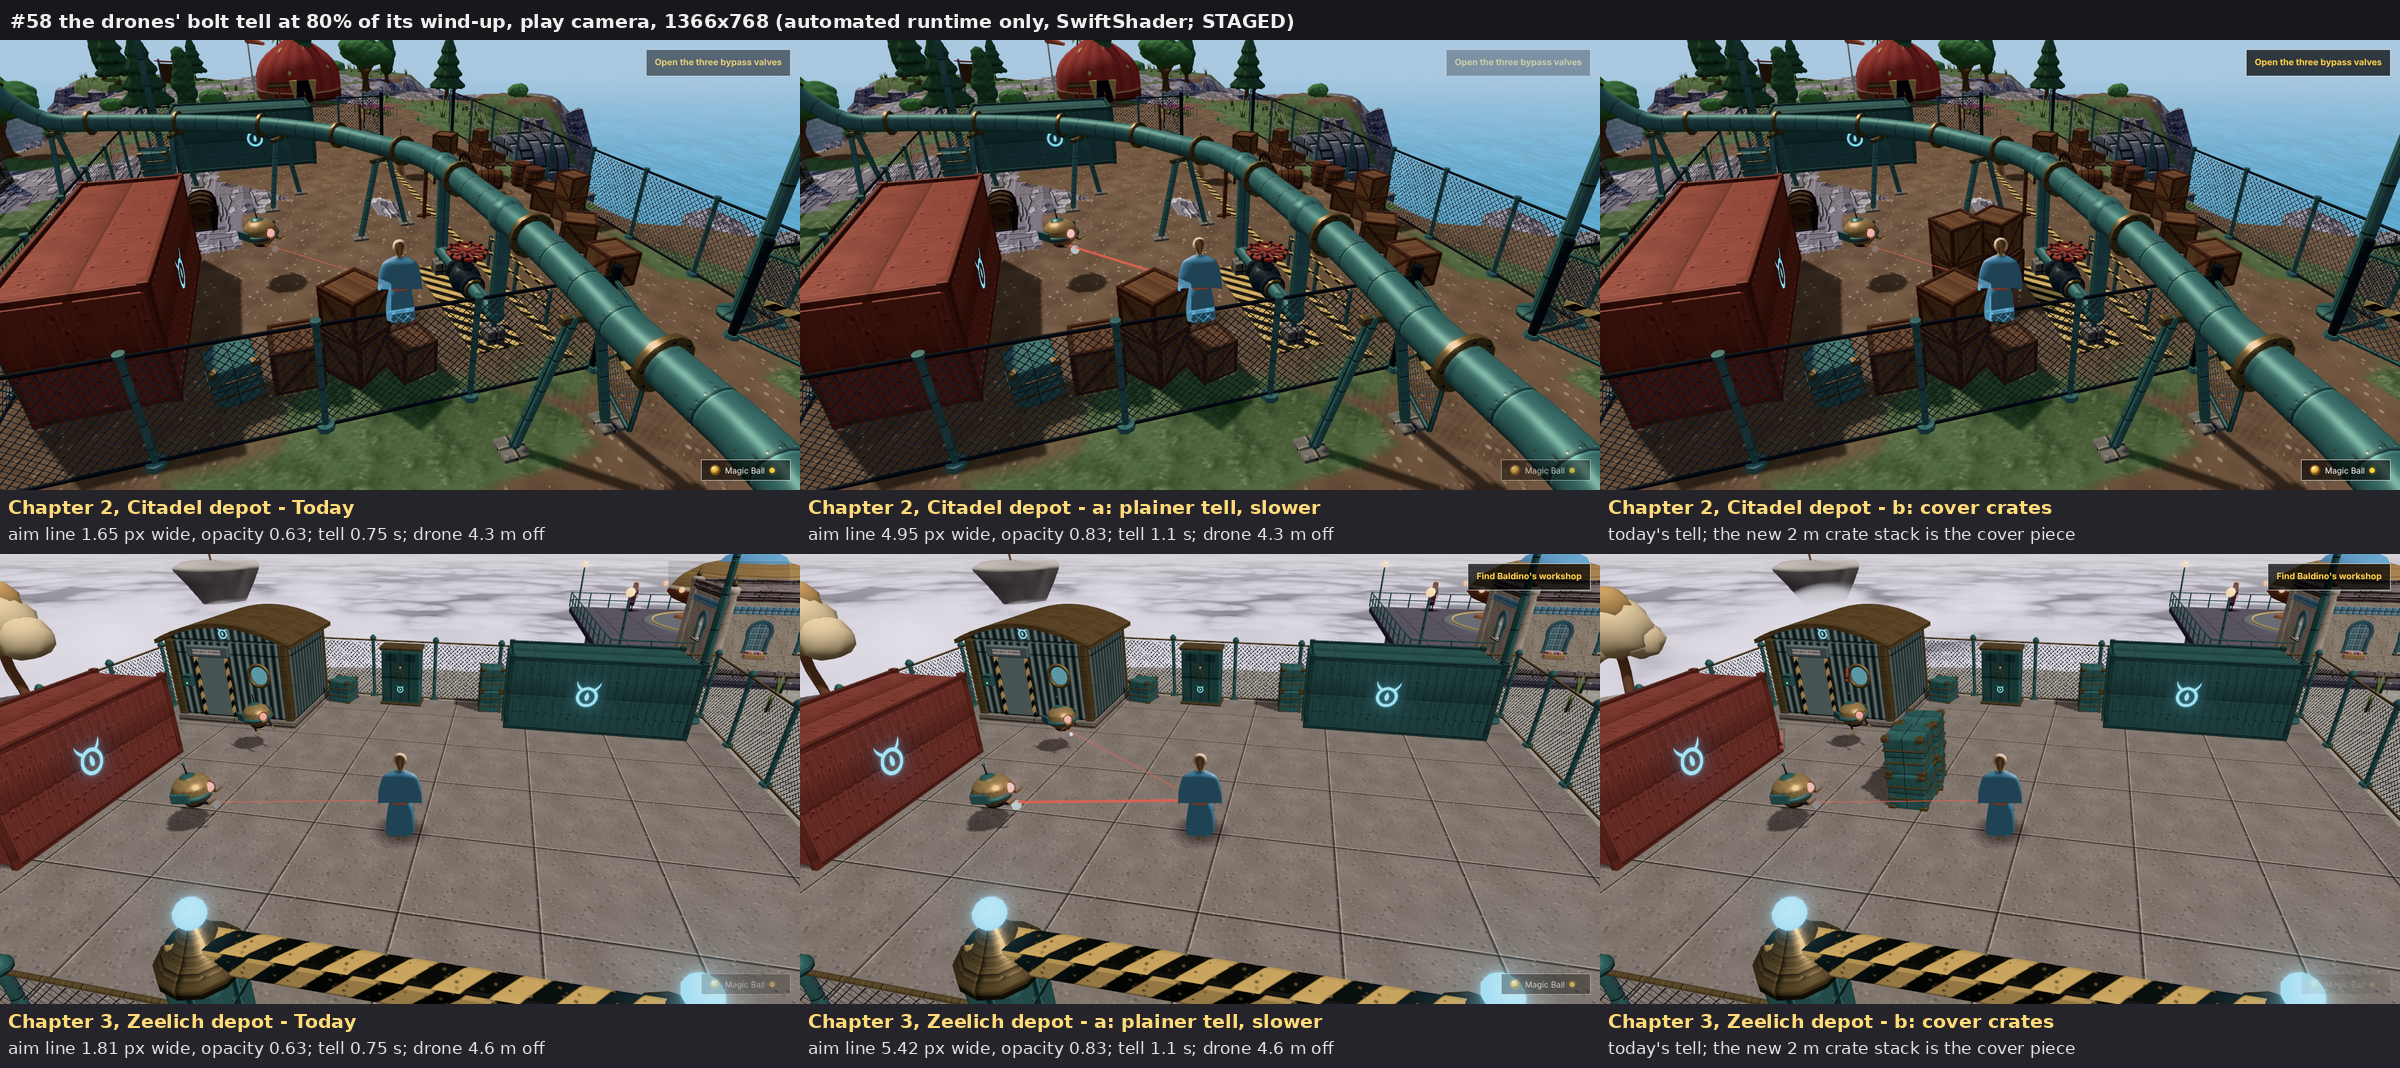 #58 the drones' bolt tell at 80% of its wind-up, play camera, 1366x768 (automated runtime only, SwiftShader; STAGED)
Open the three bypass valves
Open the three bypass valves
Open the three bypass valves
Magic Ball
Magic Ball
Magic Ball
Chapter 2, Citadel depot - Today
aim line 1.65 px wide, opacity 0.63; tell 0.75 s; drone 4.3 m off
Chapter 2, Citadel depot - a: plainer tell, slower
aim line 4.95 px wide, opacity 0.83; tell 1.1 s; drone 4.3 m off
Chapter 2, Citadel depot - b: cover crates
today's tell; the new 2 m crate stack is the cover piece
Find Baldino's workshop
Find Baldino's workshop
Magic Ball
Magic Ball
Chapter 3, Zeelich depot - Today
aim line 1.81 px wide, opacity 0.63; tell 0.75 s; drone 4.6 m off
Chapter 3, Zeelich depot - a: plainer tell, slower
aim line 5.42 px wide, opacity 0.83; tell 1.1 s; drone 4.6 m off
Chapter 3, Zeelich depot - b: cover crates
today's tell; the new 2 m crate stack is the cover piece